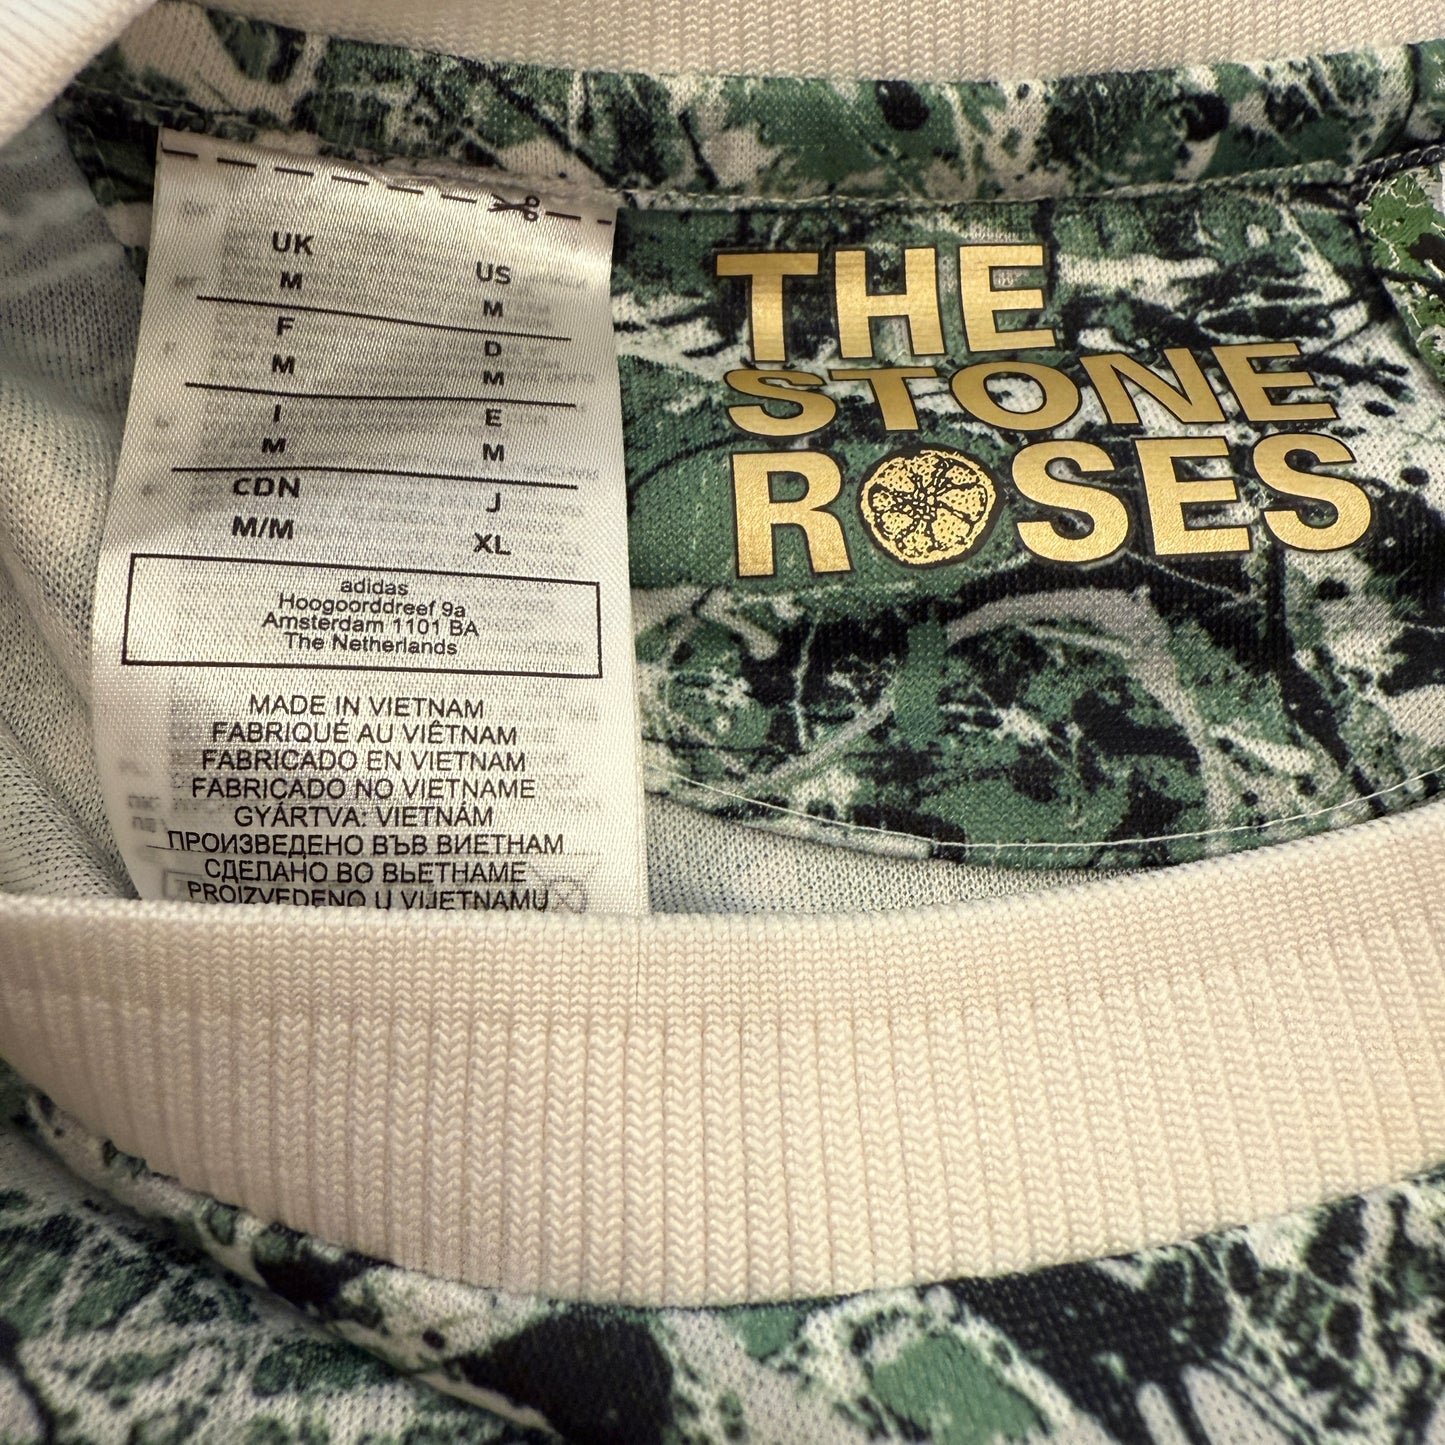 UK US
M M
F D
M M
I E
M M
CDN J
M/M XL
adidas
Hoogoorddreef 9a
Amsterdam 1101 BA
The Netherlands
MADE IN VIETNAM
FABRIQUÉ AU VIÊTNAM
FABRICADO EN VIETNAM
FABRICADO NO VIETNAME
GYÁRTVA: VIETNÁM
ПРОИЗВЕДЕНО ВЪВ ВИЕТНАМ
СДЕЛАНО ВО ВЬЕТНАМЕ
PROIZVEDENO U VIJETNAMU
THE
STONE
ROSES